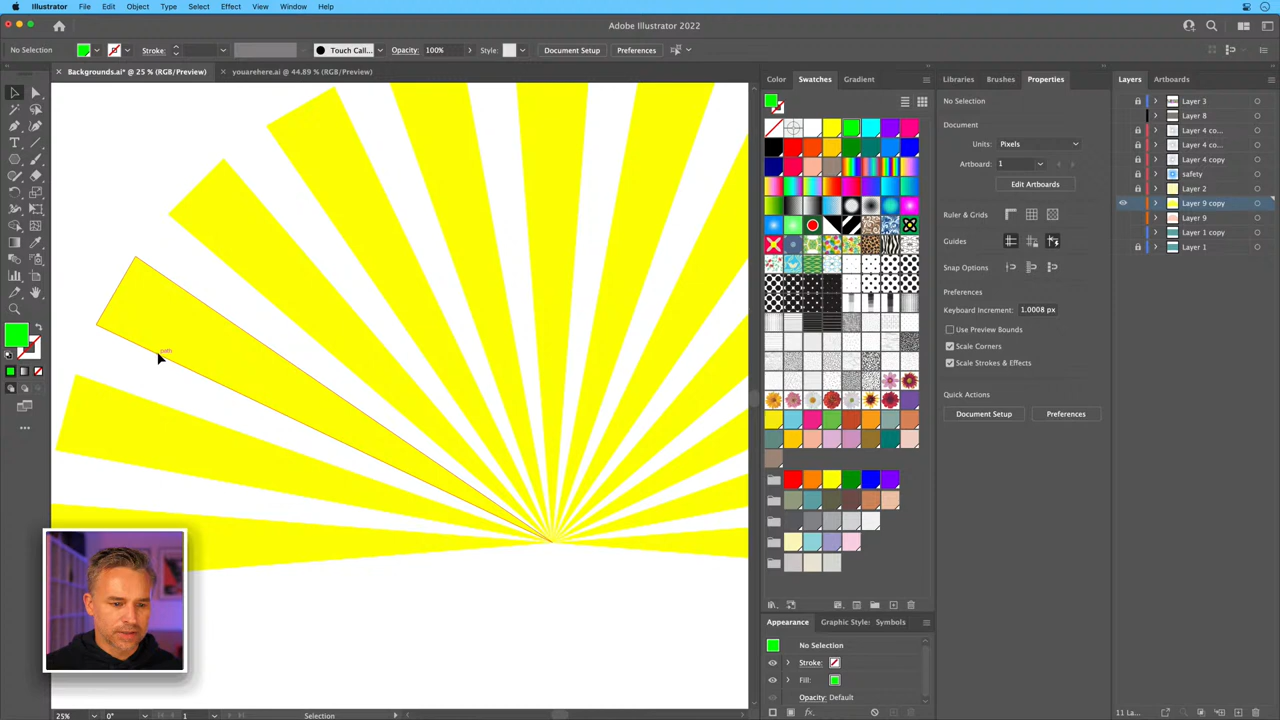 Illustrator File Edit Object Type Select Effect View Window Help
Adobe Illustrator 2022
No Selection Stroke: Touch Call... Opacity: 100% Style: Document Setup Preferences
Backgrounds.ai* @ 25 % (RGB/Preview) youarehere.ai @ 44.89 % (RGB/Preview)
Color Swatches Gradient
Libraries Brushes Properties
Layers Artboards
No Selection
Document
Units: Pixels
Artboard: 1
Edit Artboards
Ruler & Grids
Guides
Snap Options
Preferences
Keyboard Increment: 1.0008 px
Use Preview Bounds
Scale Corners
Scale Strokes & Effects
Quick Actions
Document Setup Preferences
Layer 3
Layer 8
Layer 4 co...
Layer 4 co...
Layer 4 copy
safety
Layer 2
Layer 9 copy
Layer 9
Layer 1 copy
Layer 1
path
Appearance Graphic Styles Symbols
No Selection
Stroke:
Fill:
Opacity: Default
25% 0° 1 Selection
11 La...